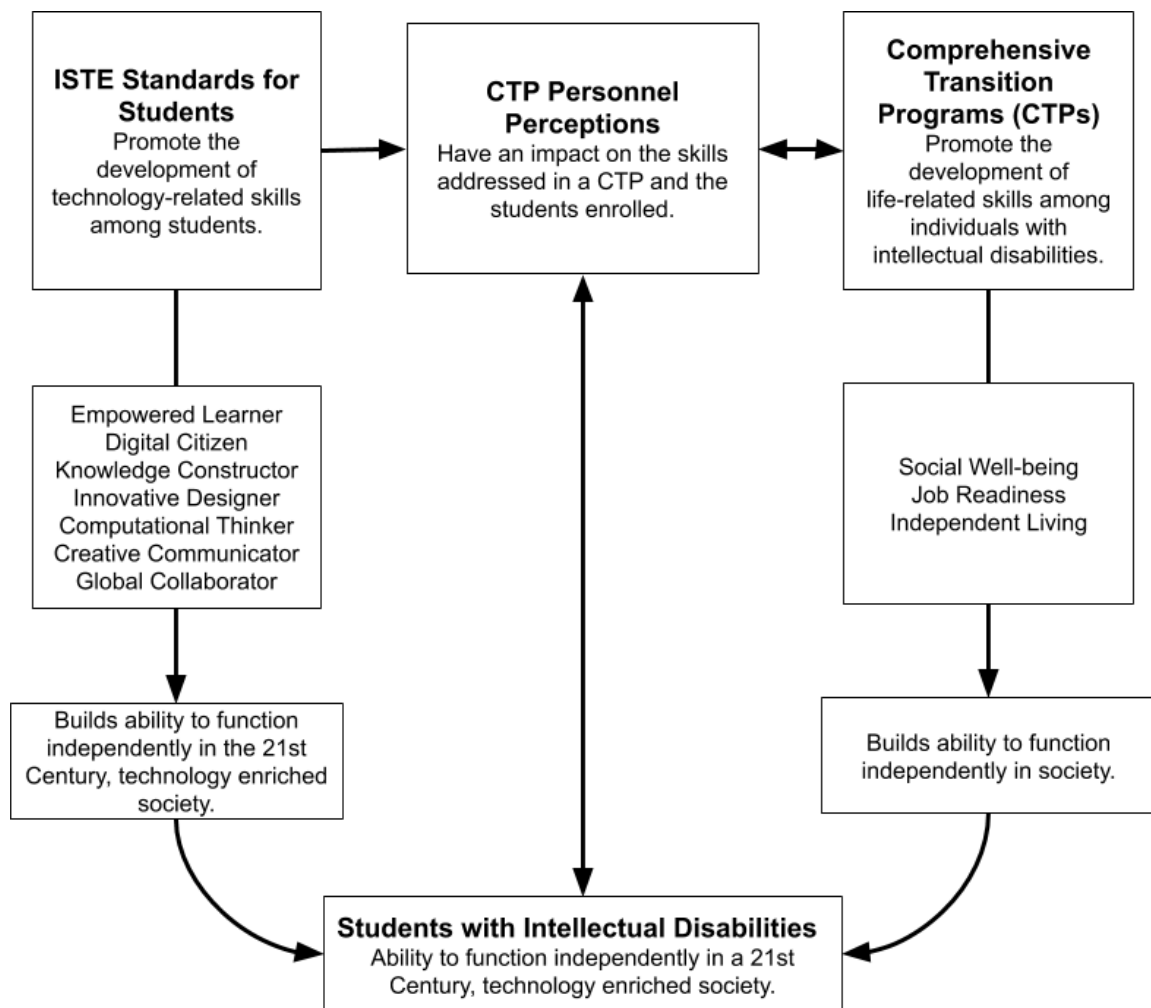 ISTE Standards for
Students
Promote the
development of
technology-related skills
among students.
CTP Personnel
Perceptions
Have an impact on the skills
addressed in a CTP and the
students enrolled.
Comprehensive
Transition
Programs (CTPs)
Promote the
development of
life-related skills among
individuals with
intellectual disabilities.
Empowered Learner
Digital Citizen
Knowledge Constructor
Innovative Designer
Computational Thinker
Creative Communicator
Global Collaborator
Social Well-being
Job Readiness
Independent Living
Builds ability to function
independently in the 21st
Century, technology enriched
society.
Builds ability to function
independently in society.
Students with Intellectual Disabilities
Ability to function independently in a 21st
Century, technology enriched society.